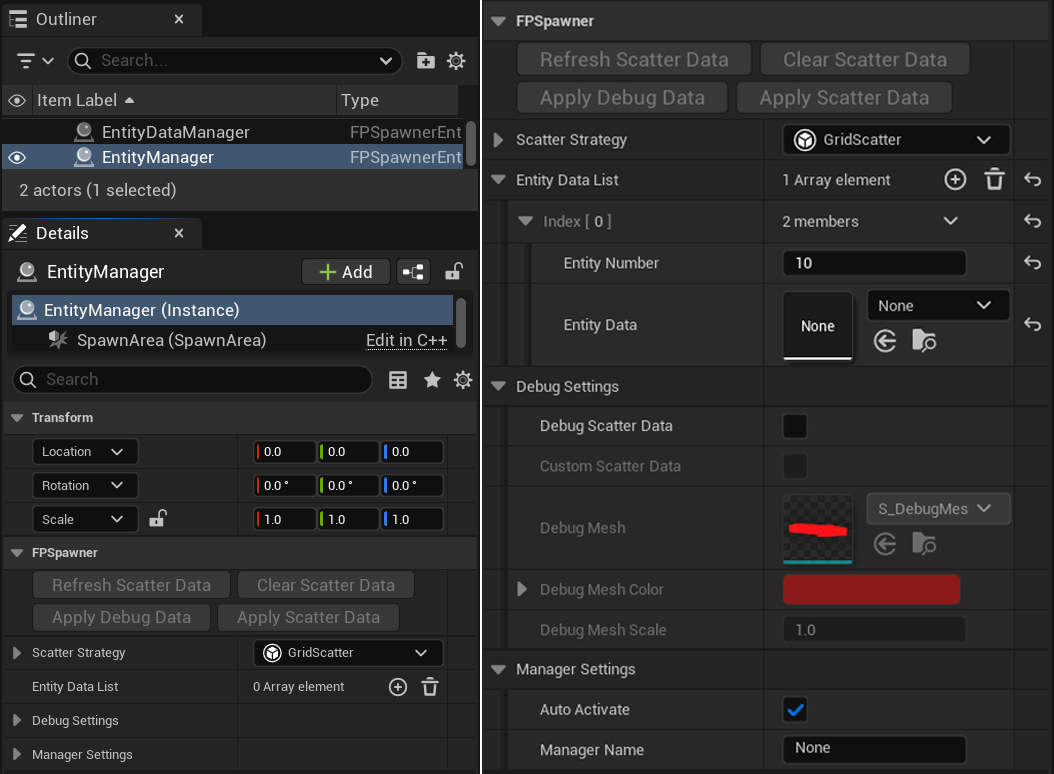 Outliner
Search...
Item Label Type
EntityDataManager FPSpawnerEnt
EntityManager FPSpawnerEnt
2 actors (1 selected)
Details
EntityManager Add
EntityManager (Instance)
SpawnArea (SpawnArea) Edit in C++
Search
Transform
Location 0.0 0.0 0.0
Rotation 0.0 ° 0.0 ° 0.0 °
Scale 1.0 1.0 1.0
FPSpawner
Refresh Scatter Data Clear Scatter Data
Apply Debug Data Apply Scatter Data
Scatter Strategy GridScatter
Entity Data List 0 Array element
Debug Settings
Manager Settings
FPSpawner
Refresh Scatter Data Clear Scatter Data
Apply Debug Data Apply Scatter Data
Scatter Strategy GridScatter
Entity Data List 1 Array element
Index [ 0 ] 2 members
Entity Number 10
Entity Data None None
Debug Settings
Debug Scatter Data
Custom Scatter Data
Debug Mesh S_DebugMes
Debug Mesh Color
Debug Mesh Scale 1.0
Manager Settings
Auto Activate
Manager Name None